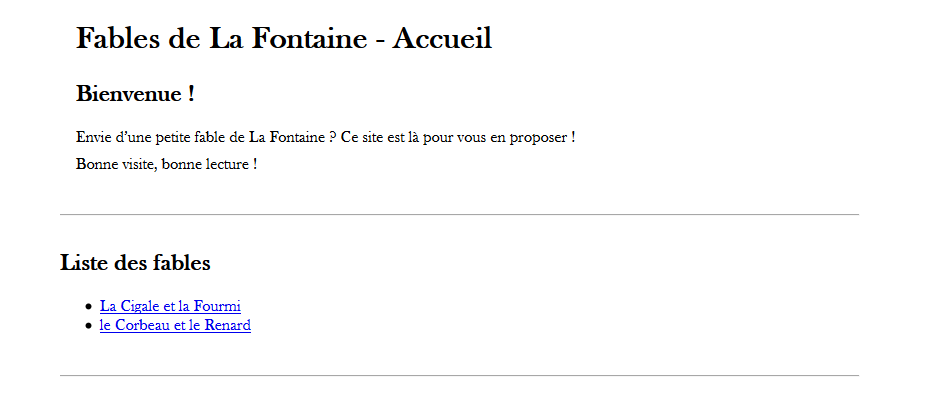 Fables de La Fontaine - Accueil
Bienvenue !
Envie d’une petite fable de La Fontaine ? Ce site est là pour vous en proposer !
Bonne visite, bonne lecture !
Liste des fables
La Cigale et la Fourmi
le Corbeau et le Renard